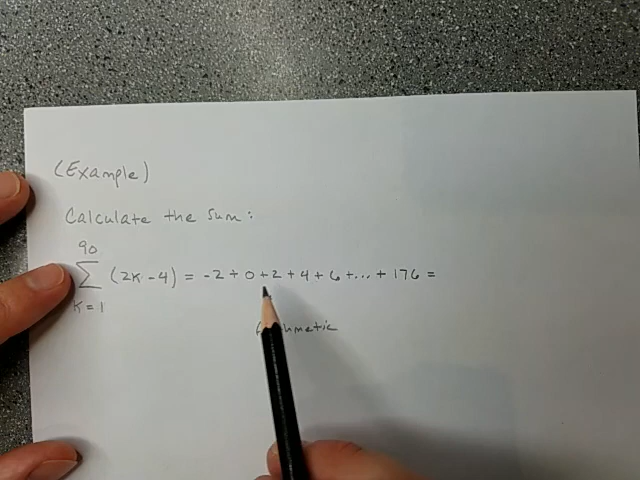 (Example)
Calculate the Sum:
90
∑ (2k-4) = -2+0+2+4+6+...+176 =
k=1